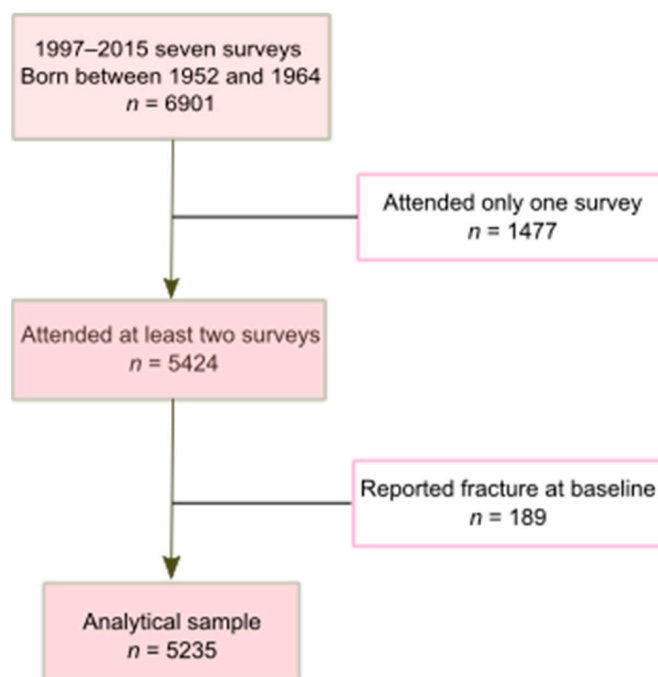 1997–2015 seven surveys
Born between 1952 and 1964
n = 6901
Attended only one survey
n = 1477
Attended at least two surveys
n = 5424
Reported fracture at baseline
n = 189
Analytical sample
n = 5235